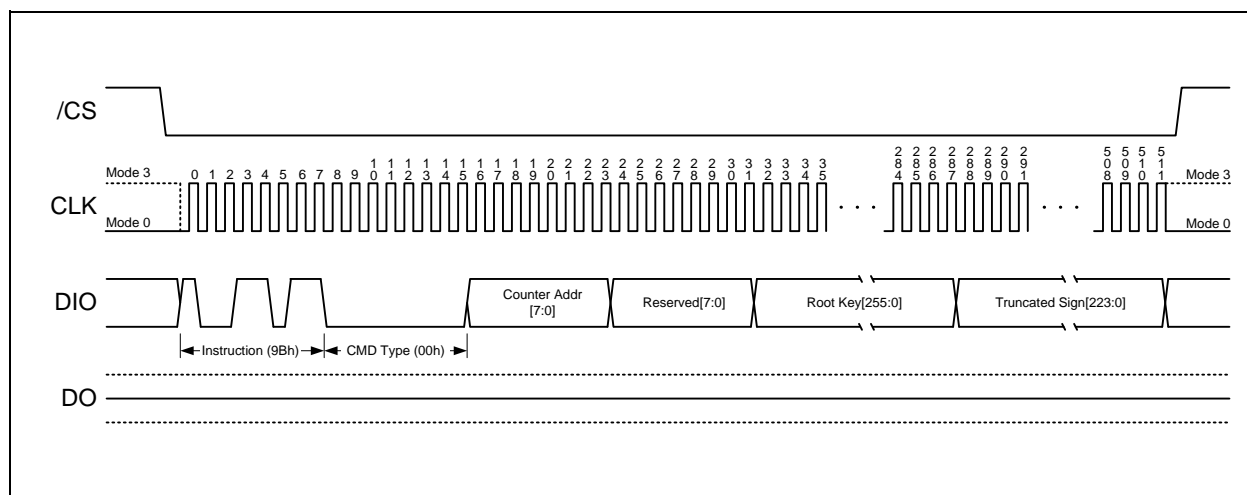 /CS
Mode 3
0 1 2 3 4 5 6 7 8 9 10 11 12 13 14 15 16 17 18 19 20 21 22 23 24 25 26 27 28 29 30 31 32 33 34 35 284 285 286 287 288 289 290 291 508 509 510 511
Mode 3
CLK
Mode 0
. . .
. . .
Mode 0
DIO
Counter Addr
[7:0]
Reserved[7:0]
Root Key[255:0]
Truncated Sign[223:0]
Instruction (9Bh)
CMD Type (00h)
DO